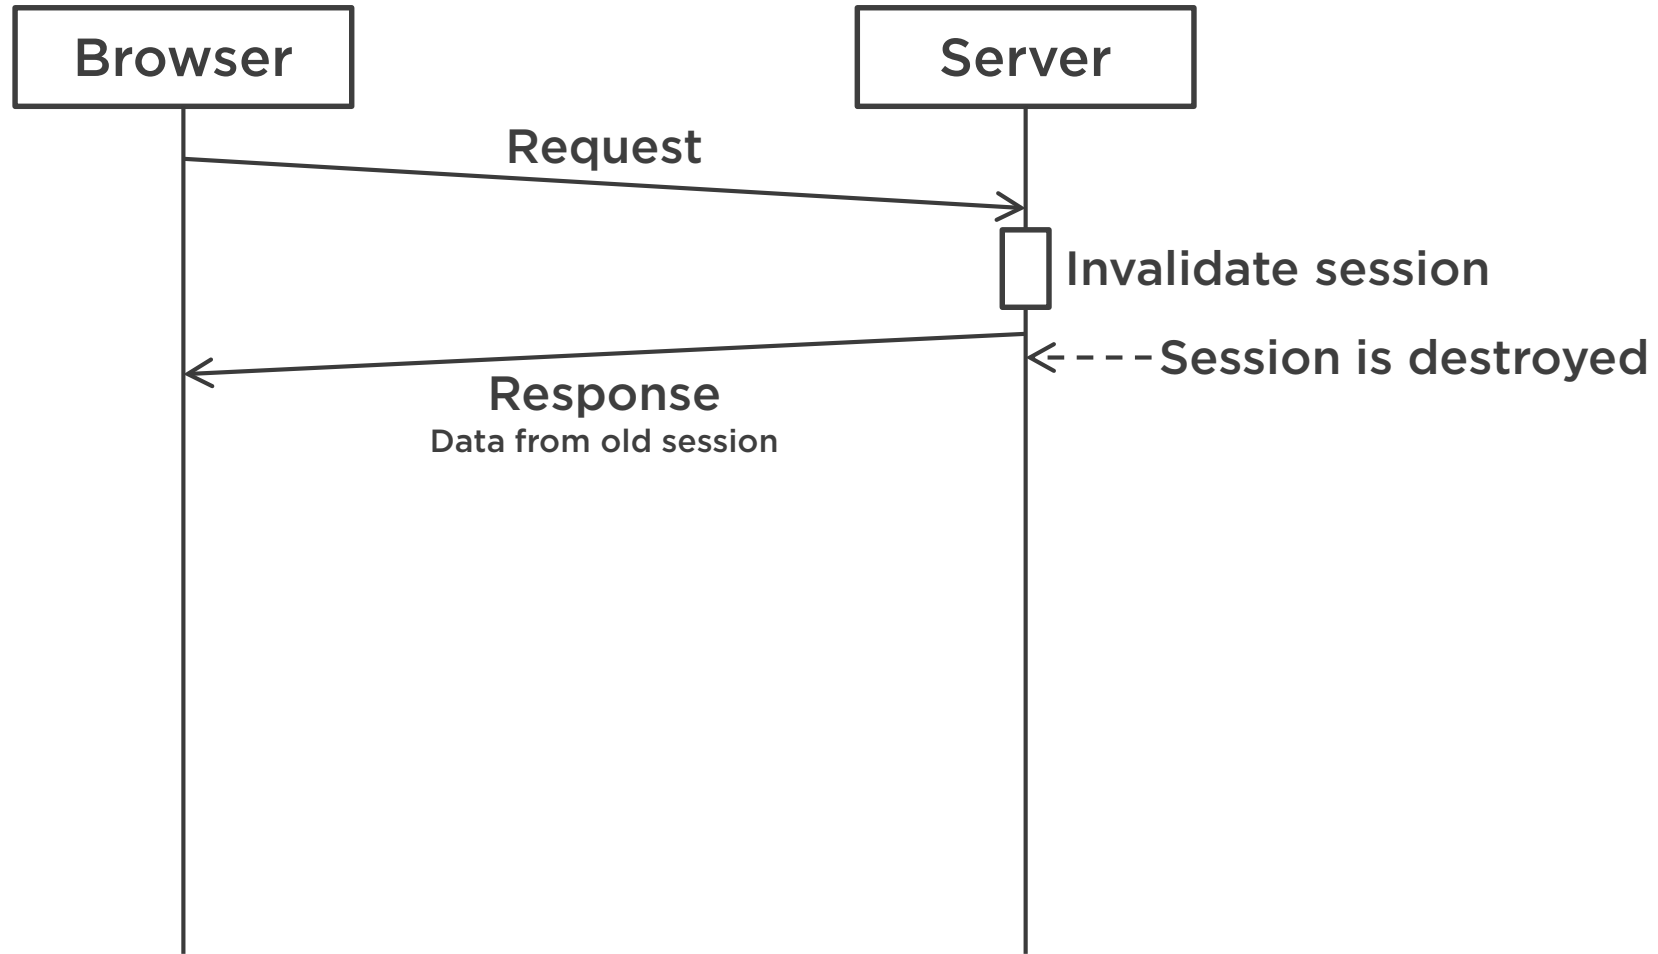 Browser
Server
Request
Invalidate session
Session is destroyed
Response
Data from old session